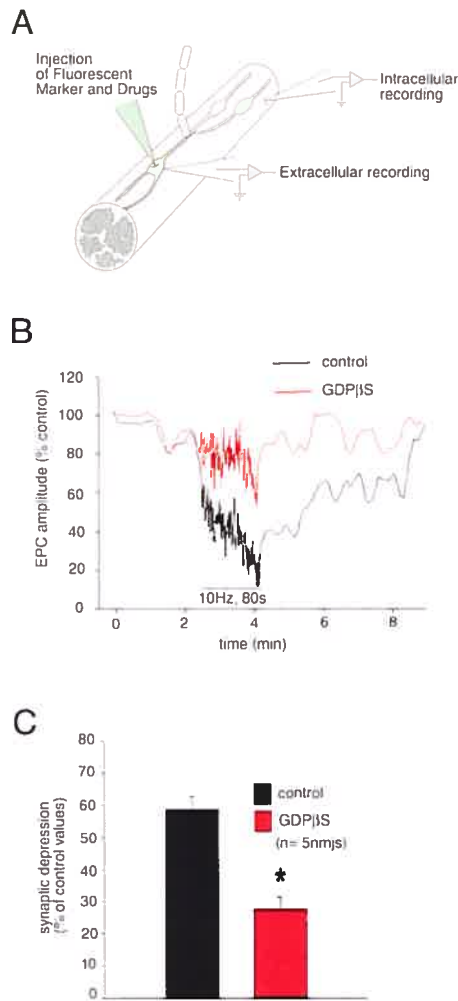 A
Injection
of Fluorescent
Marker and Drugs
Intracellular
recording
Extracellular recording
B
control
GDPβS
EPC amplitude (% control)
120
100
80
60
40
20
0
10Hz, 80s
0 2 4 6 8
time (min)
C
synaptic depression
(% of control values)
80
70
60
50
40
30
20
10
0
control
GDPβS
(n= 5nmjs)
*